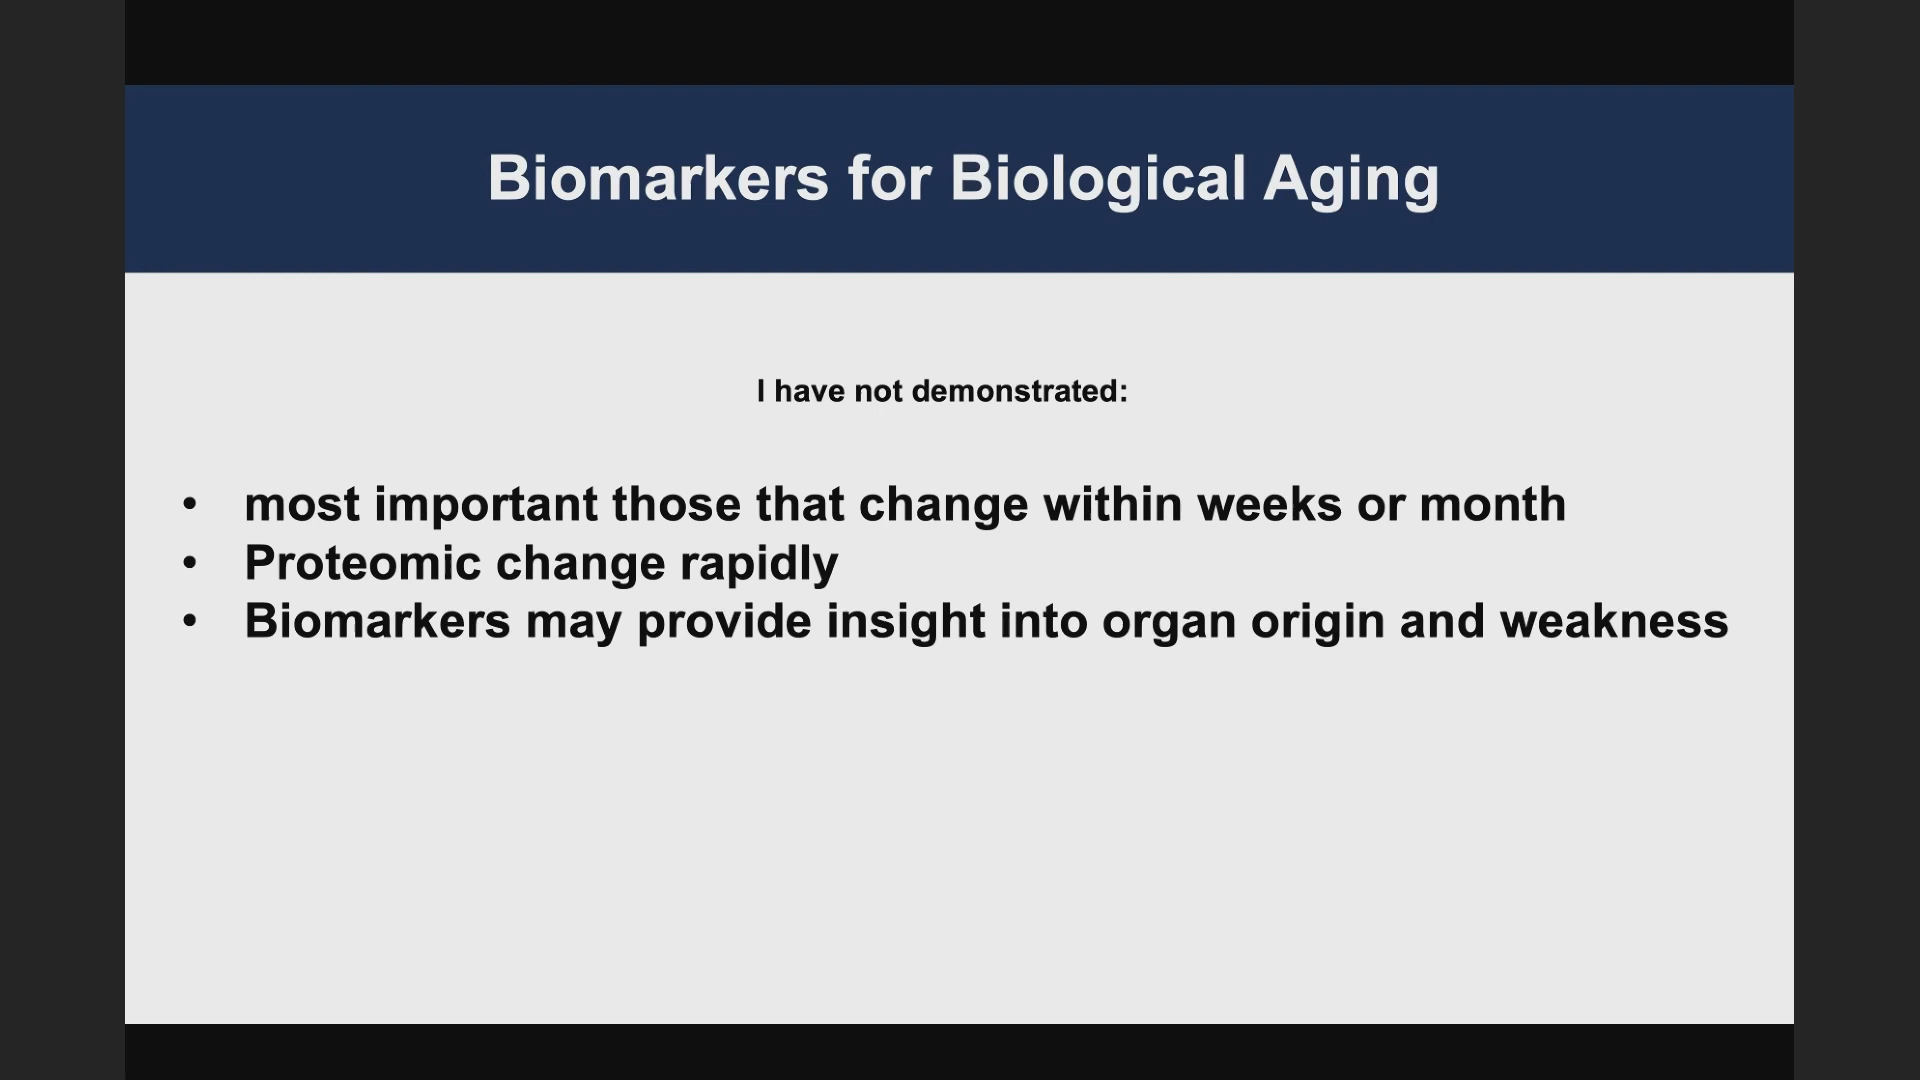 Biomarkers for Biological Aging
I have not demonstrated:
• most important those that change within weeks or month
• Proteomic change rapidly
• Biomarkers may provide insight into organ origin and weakness